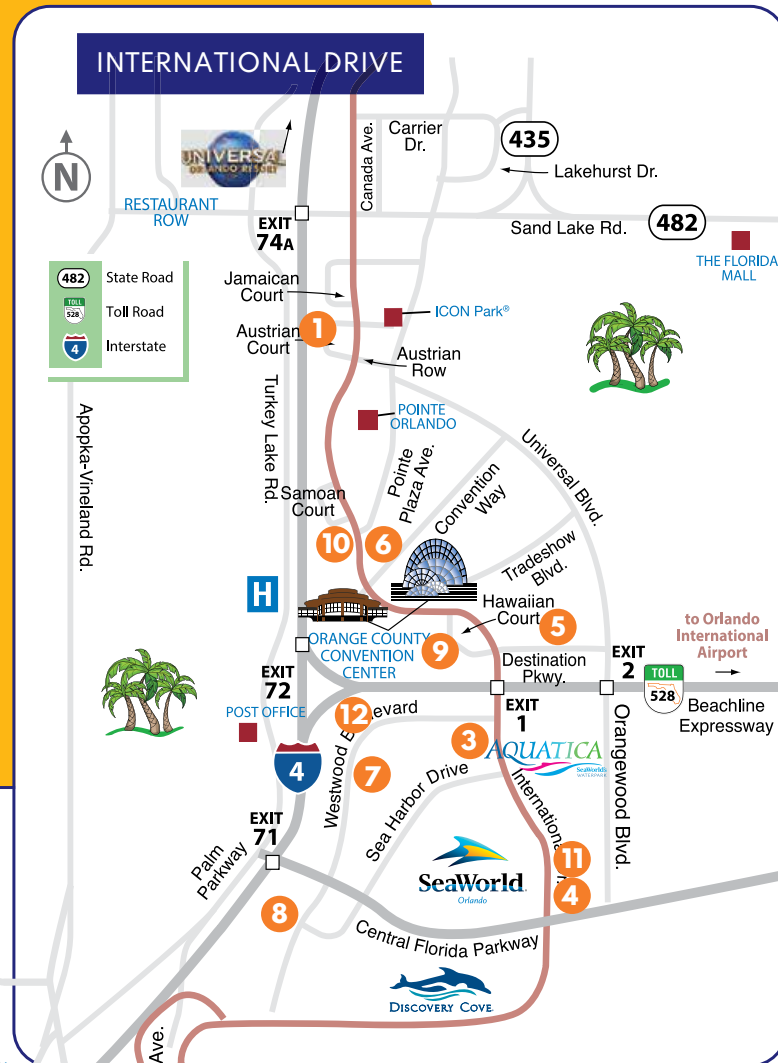 INTERNATIONAL DRIVE
N
UNIVERSAL
ORLANDO RESORT
Canada Ave.
Carrier
Dr.
435
Lakehurst Dr.
RESTAURANT
ROW
EXIT
74A
Sand Lake Rd.
482
THE FLORIDA
MALL
482 State Road
TOLL
528
Toll Road
4 Interstate
Jamaican
Court
ICON Park®
1
Austrian
Court
Austrian
Row
Turkey Lake Rd.
POINTE
ORLANDO
Apopka-Vineland Rd.
Universal Blvd.
Pointe
Plaza Ave.
Convention
Way
Samoan
Court
10
6
Tradeshow
Blvd.
H
Hawaiian
Court
5
ORANGE COUNTY
CONVENTION
CENTER
9
to Orlando
International
Airport
EXIT
2
Destination
Pkwy.
EXIT
72
TOLL
528
Beachline
Expressway
EXIT
1
POST OFFICE
12
Westwood Boulevard
3
AQUATICA
SeaWorld's
WATERPARK
4
7
Sea Harbor Drive
International
Orangewood Blvd.
EXIT
71
Palm
Parkway
SeaWorld
Orlando
11
4
8
Central Florida Parkway
DISCOVERY COVE
Ave.